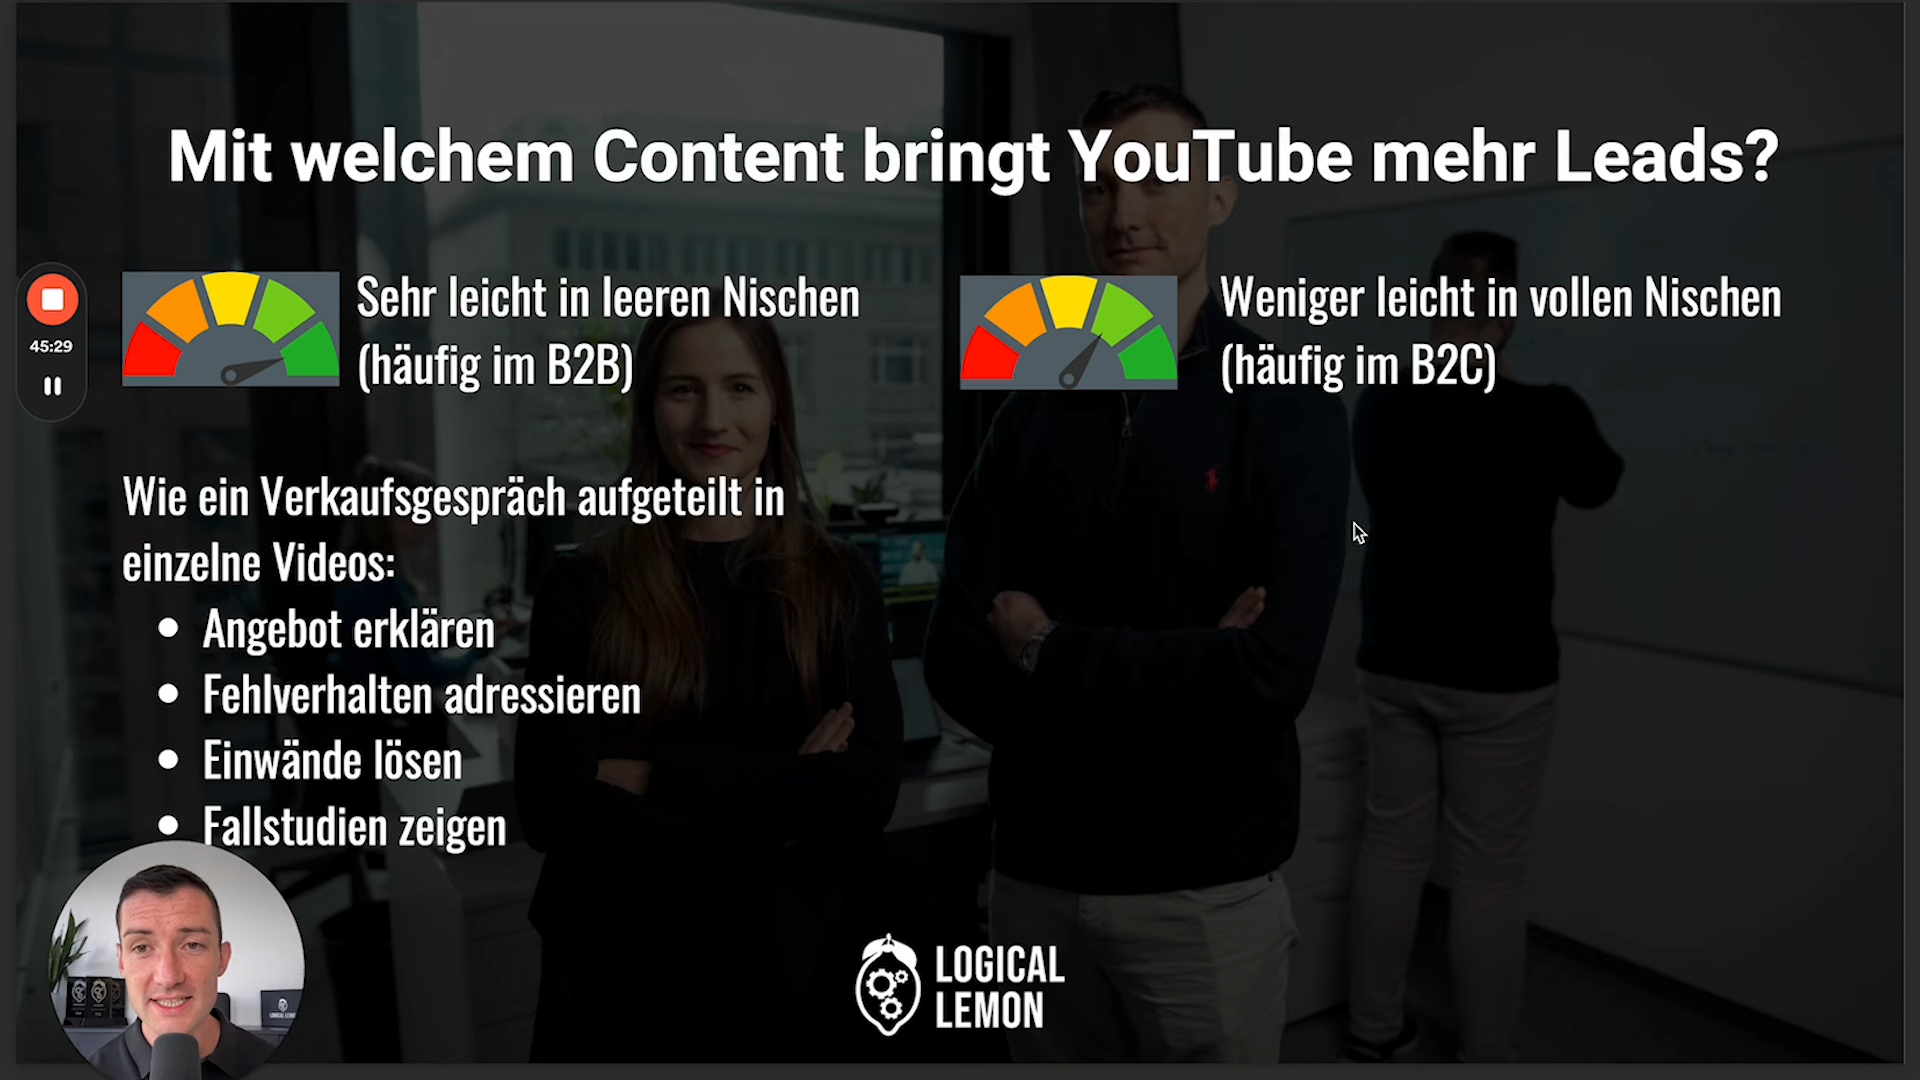 Mit welchem Content bringt YouTube mehr Leads?
45:29
Sehr leicht in leeren Nischen
(häufig im B2B)
Weniger leicht in vollen Nischen
(häufig im B2C)
Wie ein Verkaufsgespräch aufgeteilt in
einzelne Videos:
• Angebot erklären
• Fehlverhalten adressieren
• Einwände lösen
• Fallstudien zeigen
LOGICAL
LEMON